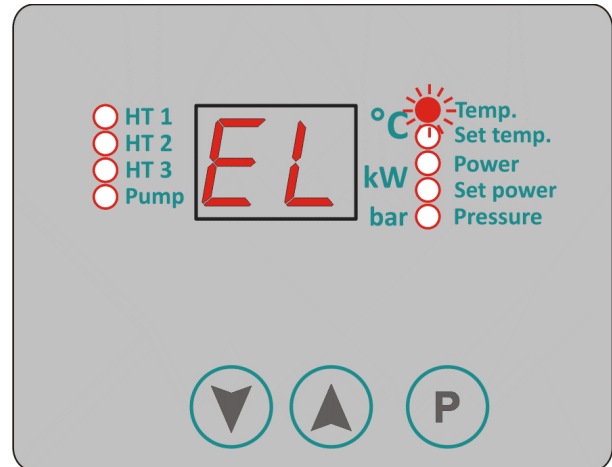 HT 1
HT 2
HT 3
Pump
EL
°C
kW
bar
Temp.
Set temp.
Power
Set power
Pressure
P